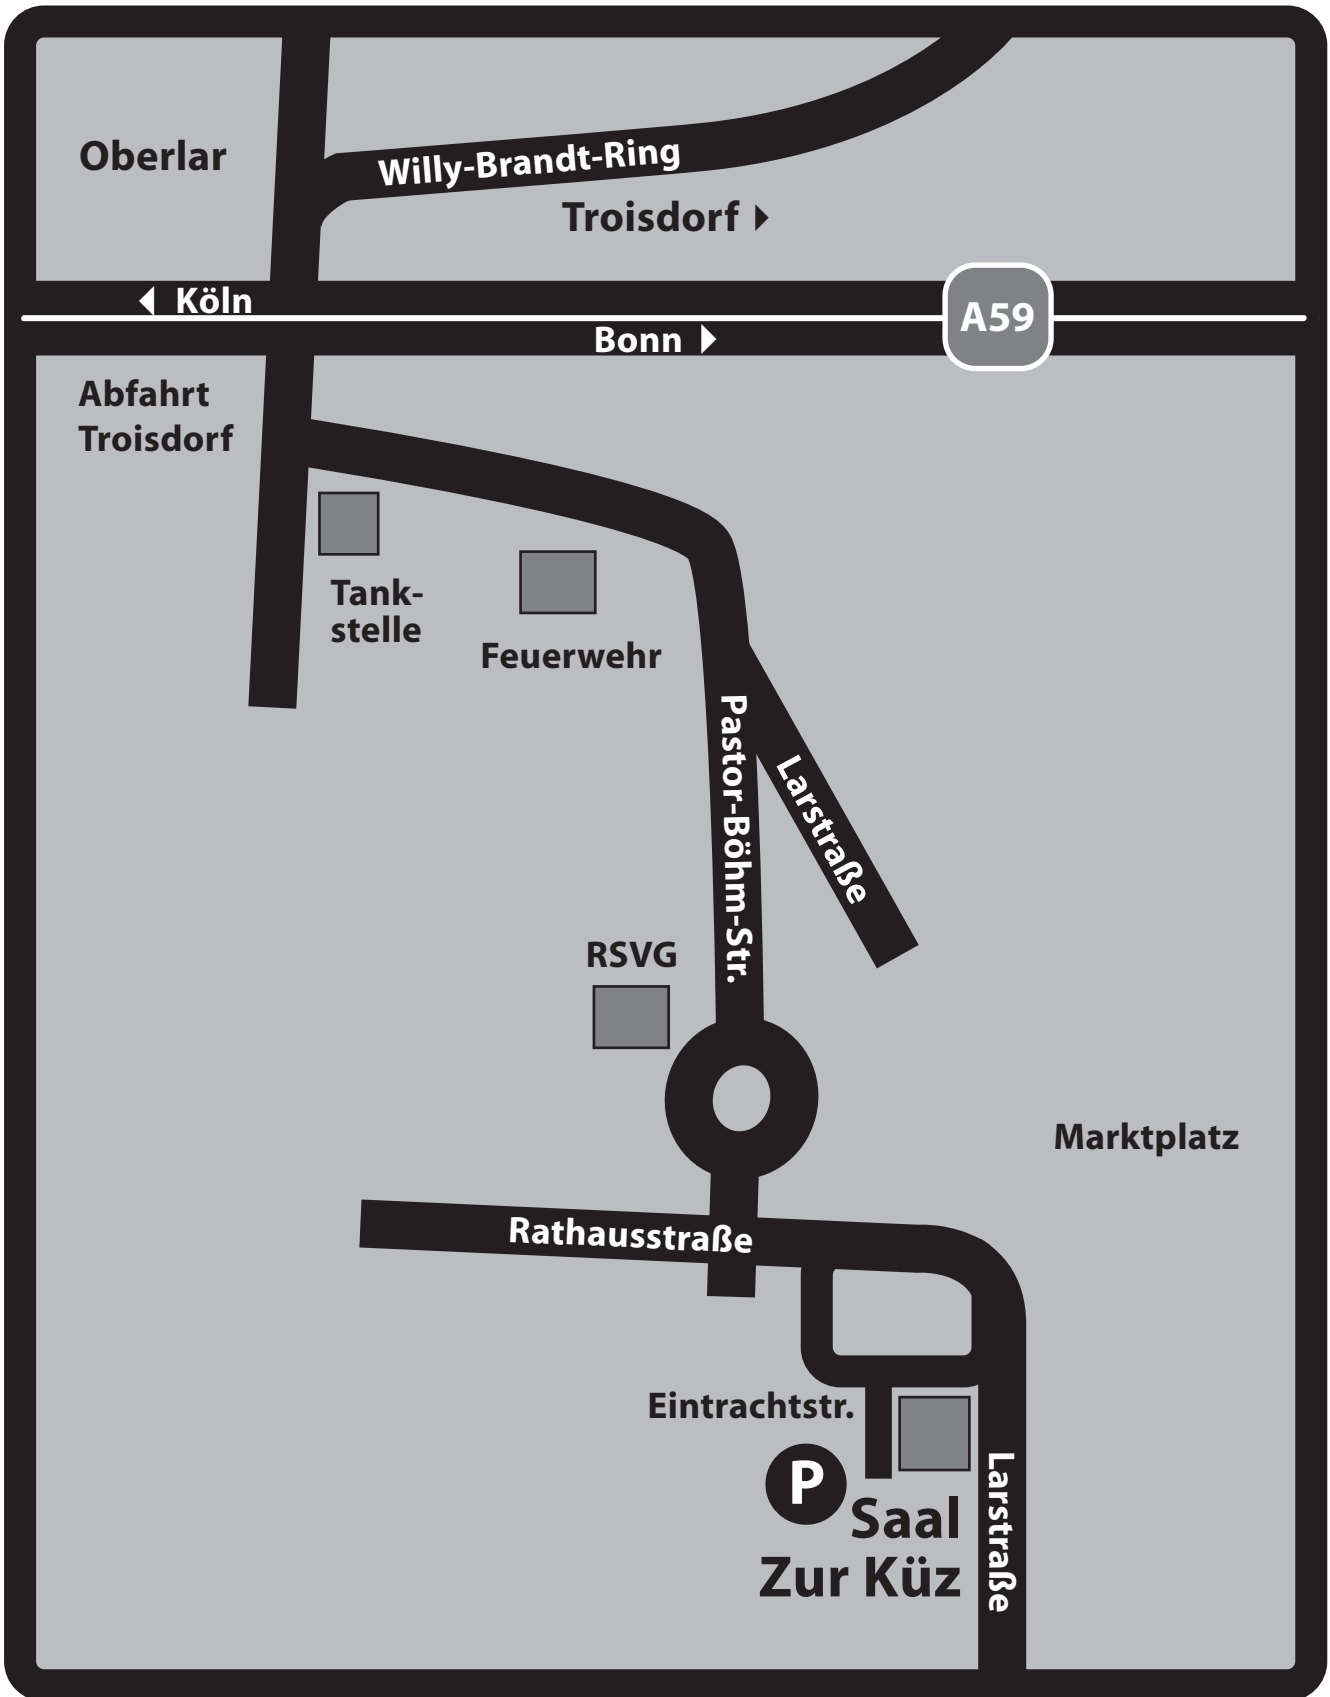 Oberlar
Willy-Brandt-Ring
Troisdorf
Köln
A59
Bonn
Abfahrt
Troisdorf
Tank-
stelle
Feuerwehr
Pastor-Böhm-Str.
Larstraße
RSVG
Marktplatz
Rathausstraße
Eintrachtstr.
P
Saal
Zur Küz
Larstraße